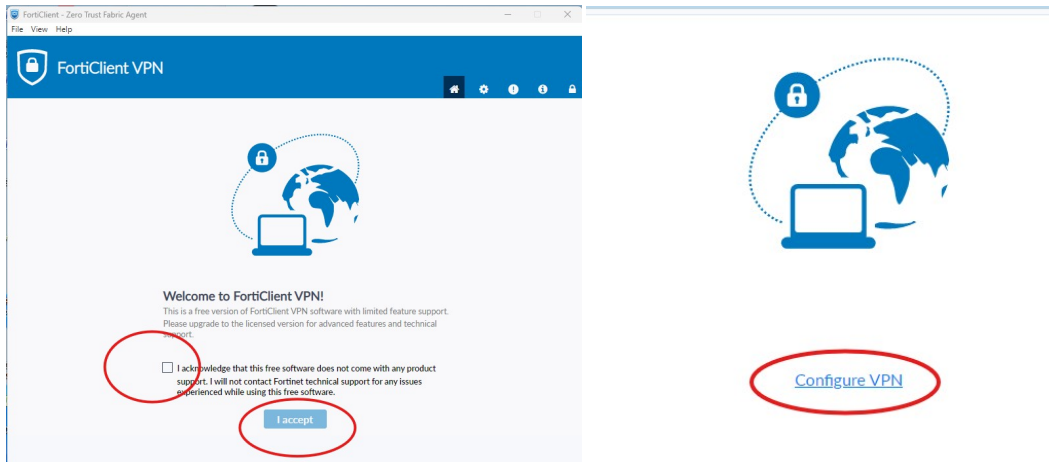 FortiClient - Zero Trust Fabric Agent
File View Help
FortiClient VPN
Welcome to FortiClient VPN!
This is a free version of FortiClient VPN software with limited feature support.
Please upgrade to the licensed version for advanced features and technical
support.
I acknowledge that this free software does not come with any product
support. I will not contact Fortinet technical support for any issues
experienced while using this free software.
I accept
Configure VPN